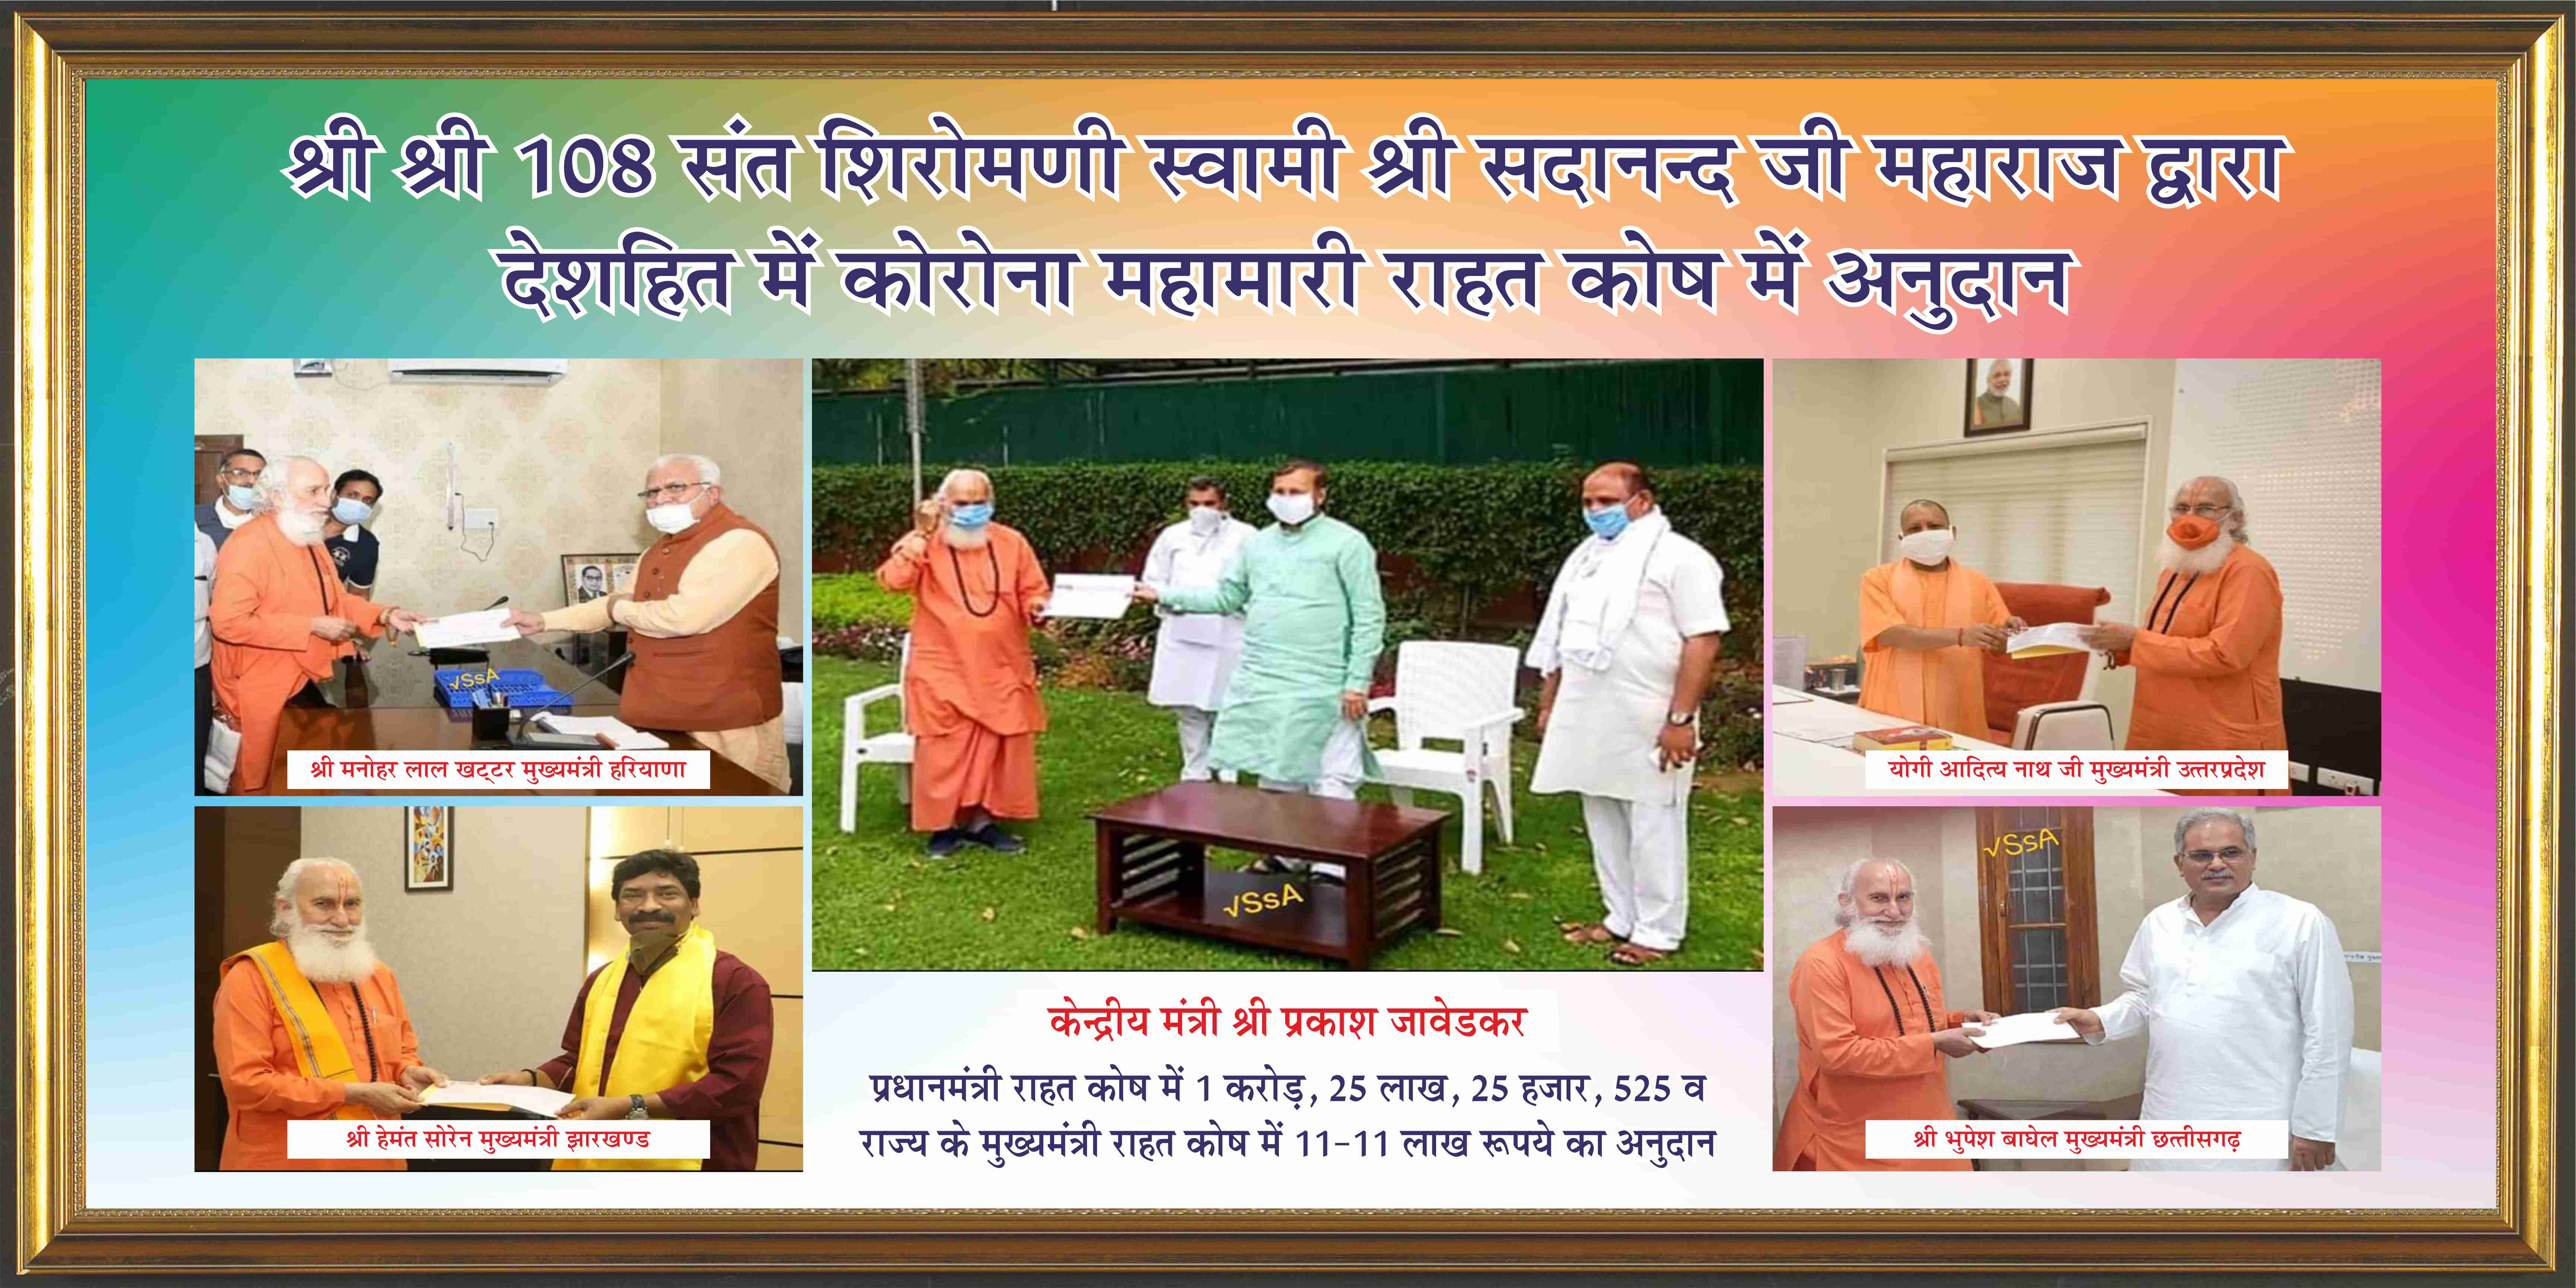 श्री श्री 108 संत शिरोमणी स्वामी श्री सदानन्द जी महाराज द्वारा
देशहित में कोरोना महामारी राहत कोष में अनुदान
√SsA
श्री मनोहर लाल खट्टर मुख्यमंत्री हरियाणा
योगी आदित्य नाथ जी मुख्यमंत्री उत्तरप्रदेश
√SsA
√SsA
केन्द्रीय मंत्री श्री प्रकाश जावेडकर
प्रधानमंत्री राहत कोष में 1 करोड़, 25 लाख, 25 हजार, 525 व
राज्य के मुख्यमंत्री राहत कोष में 11-11 लाख रूपये का अनुदान
श्री हेमंत सोरेन मुख्यमंत्री झारखण्ड
श्री भुपेश बाघेल मुख्यमंत्री छत्तीसगढ़